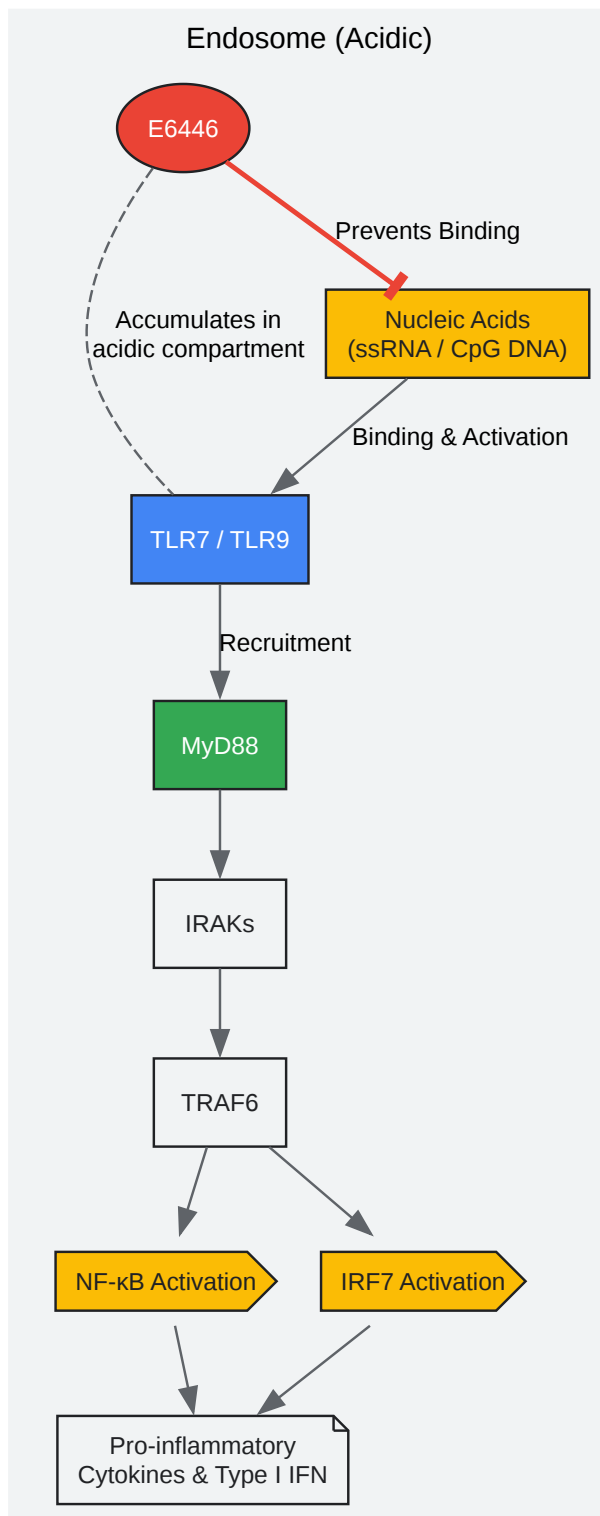 Endosome (Acidic)
E6446
Prevents Binding
Accumulates in
acidic compartment
Nucleic Acids
(ssRNA / CpG DNA)
Binding & Activation
TLR7 / TLR9
Recruitment
MyD88
IRAKs
TRAF6
NF-κB Activation
IRF7 Activation
Pro-inflammatory
Cytokines & Type I IFN